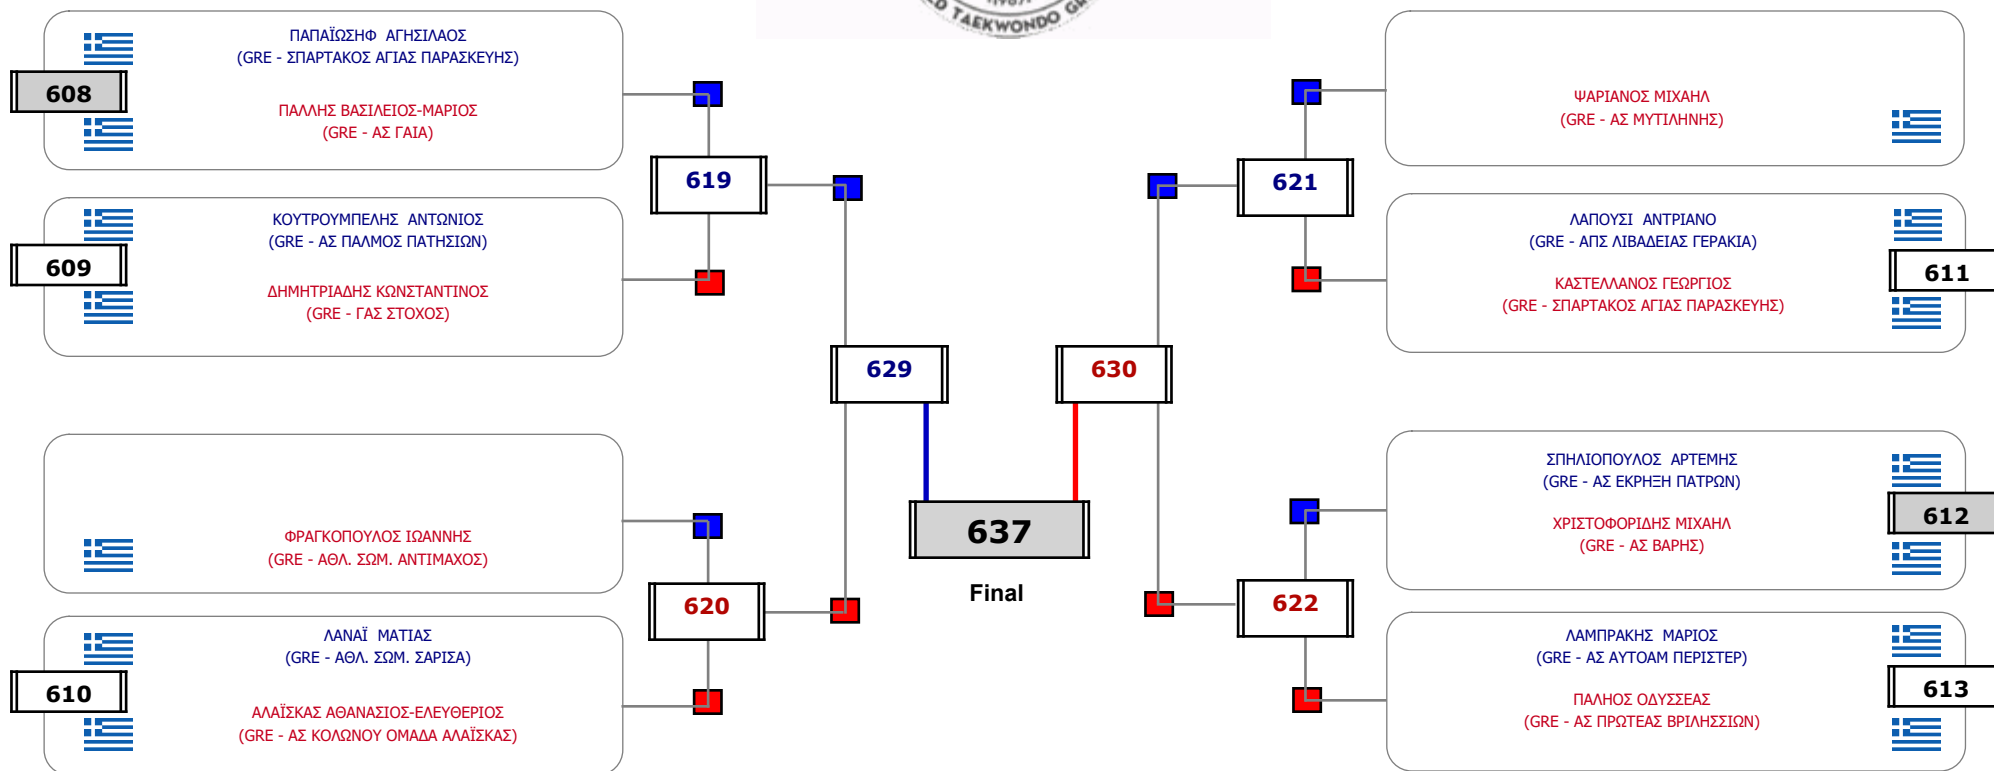 TAEKWONDO
ΠΑΠΑΪΩΣΗΦ ΑΓΗΣΙΛΑΟΣ
(GRE - ΣΠΑΡΤΑΚΟΣ ΑΓΙΑΣ ΠΑΡΑΣΚΕΥΗΣ)
608
ΠΑΛΛΗΣ ΒΑΣΙΛΕΙΟΣ-ΜΑΡΙΟΣ
(GRE - ΑΣ ΓΑΙΑ)
619
ΚΟΥΤΡΟΥΜΠΕΛΗΣ ΑΝΤΩΝΙΟΣ
(GRE - ΑΣ ΠΑΛΜΟΣ ΠΑΤΗΣΙΩΝ)
609
ΔΗΜΗΤΡΙΑΔΗΣ ΚΩΝΣΤΑΝΤΙΝΟΣ
(GRE - ΓΑΣ ΣΤΟΧΟΣ)
629
ΦΡΑΓΚΟΠΟΥΛΟΣ ΙΩΑΝΝΗΣ
(GRE - ΑΘΛ. ΣΩΜ. ΑΝΤΙΜΑΧΟΣ)
620
ΛΑΝΑΪ ΜΑΤΙΑΣ
(GRE - ΑΘΛ. ΣΩΜ. ΣΑΡΙΣΑ)
610
ΑΛΑΪΣΚΑΣ ΑΘΑΝΑΣΙΟΣ-ΕΛΕΥΘΕΡΙΟΣ
(GRE - ΑΣ ΚΟΛΩΝΟΥ ΟΜΑΔΑ ΑΛΑΪΣΚΑΣ)
637
Final
ΨΑΡΙΑΝΟΣ ΜΙΧΑΗΛ
(GRE - ΑΣ ΜΥΤΙΛΗΝΗΣ)
621
ΛΑΠΟΥΣΙ ΑΝΤΡΙΑΝΟ
(GRE - ΑΠΣ ΛΙΒΑΔΕΙΑΣ ΓΕΡΑΚΙΑ)
611
ΚΑΣΤΕΛΛΑΝΟΣ ΓΕΩΡΓΙΟΣ
(GRE - ΣΠΑΡΤΑΚΟΣ ΑΓΙΑΣ ΠΑΡΑΣΚΕΥΗΣ)
630
ΣΠΗΛΙΟΠΟΥΛΟΣ ΑΡΤΕΜΗΣ
(GRE - ΑΣ ΕΚΡΗΞΗ ΠΑΤΡΩΝ)
612
ΧΡΙΣΤΟΦΟΡΙΔΗΣ ΜΙΧΑΗΛ
(GRE - ΑΣ ΒΑΡΗΣ)
622
ΛΑΜΠΡΑΚΗΣ ΜΑΡΙΟΣ
(GRE - ΑΣ ΑΥΤΟΑΜ ΠΕΡΙΣΤΕΡ)
613
ΠΑΛΗΟΣ ΟΔΥΣΣΕΑΣ
(GRE - ΑΣ ΠΡΩΤΕΑΣ ΒΡΙΛΗΣΣΙΩΝ)